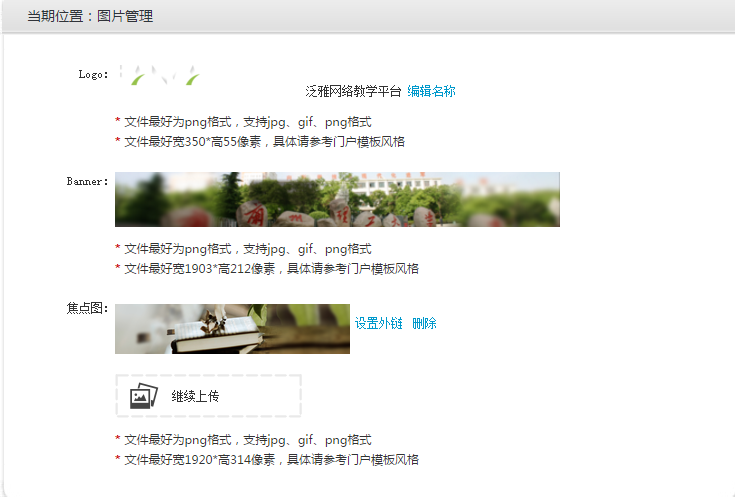 当期位置：图片管理
Logo:
泛雅网络教学平台 编辑名称
* 文件最好为png格式，支持jpg、gif、png格式
* 文件最好宽350*高55像素，具体请参考门户模板风格
Banner:
* 文件最好为png格式，支持jpg、gif、png格式
* 文件最好宽1903*高212像素，具体请参考门户模板风格
焦点图:
设置外链 删除
继续上传
* 文件最好为png格式，支持jpg、gif、png格式
* 文件最好宽1920*高314像素，具体请参考门户模板风格